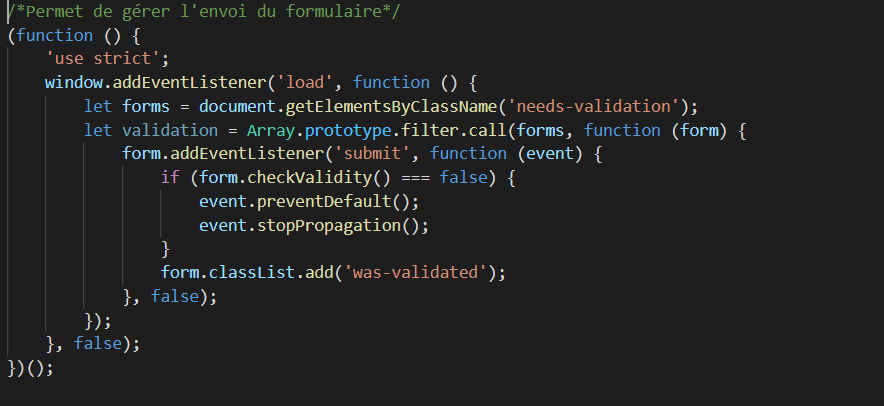 /*Permet de gérer l'envoi du formulaire*/
(function () {
    'use strict';
    window.addEventListener('load', function () {
        let forms = document.getElementsByClassName('needs-validation');
        let validation = Array.prototype.filter.call(forms, function (form) {
            form.addEventListener('submit', function (event) {
                if (form.checkValidity() === false) {
                    event.preventDefault();
                    event.stopPropagation();
                }
                form.classList.add('was-validated');
            }, false);
        });
    }, false);
})();